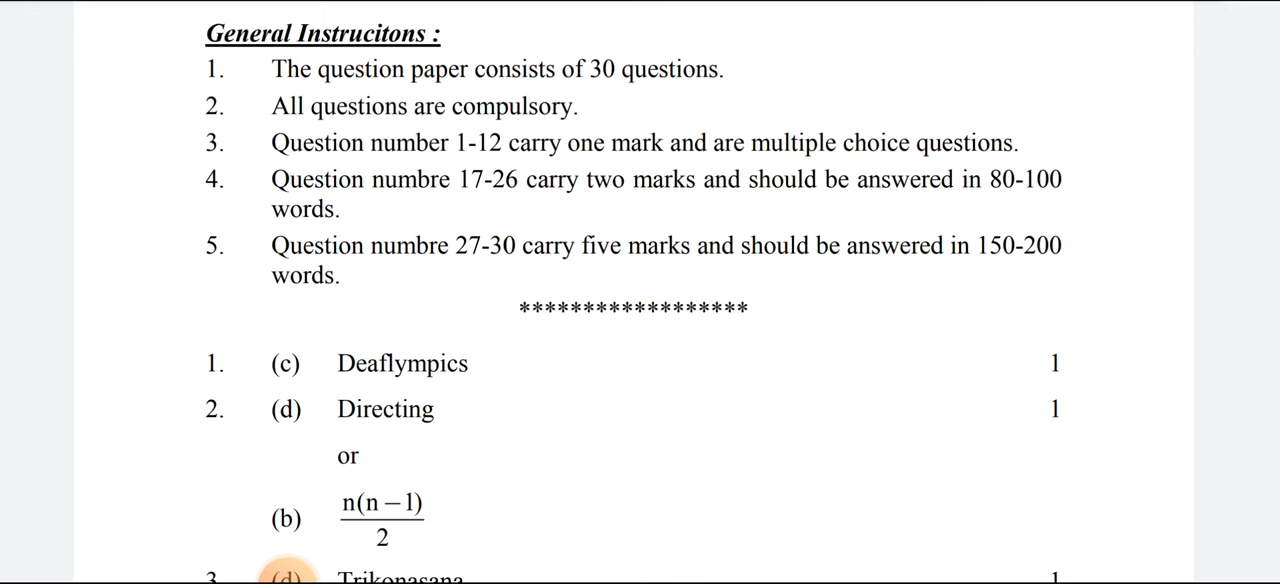 General Instrucitons :
1. The question paper consists of 30 questions.
2. All questions are compulsory.
3. Question number 1-12 carry one mark and are multiple choice questions.
4. Question numbre 17-26 carry two marks and should be answered in 80-100
words.
5. Question numbre 27-30 carry five marks and should be answered in 150-200
words.
******************
1. (c) Deaflympics 1
2. (d) Directing 1
or
(b) n(n – 1)
2
3. (d) Trikonasana 1